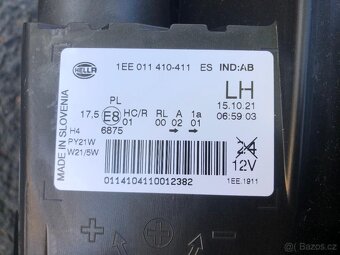 HELLA
1EE 011 410-411 ES IND:AB
LH
15.10.21
06:59 03
PL
17,5 E8 HC/R RL A 1a
01 00 02 01
H4 6875
PY21W
W21/5W
24
12V
MADE IN SLOVENIA
0114104110012382
1EE.1911
bazos.cz